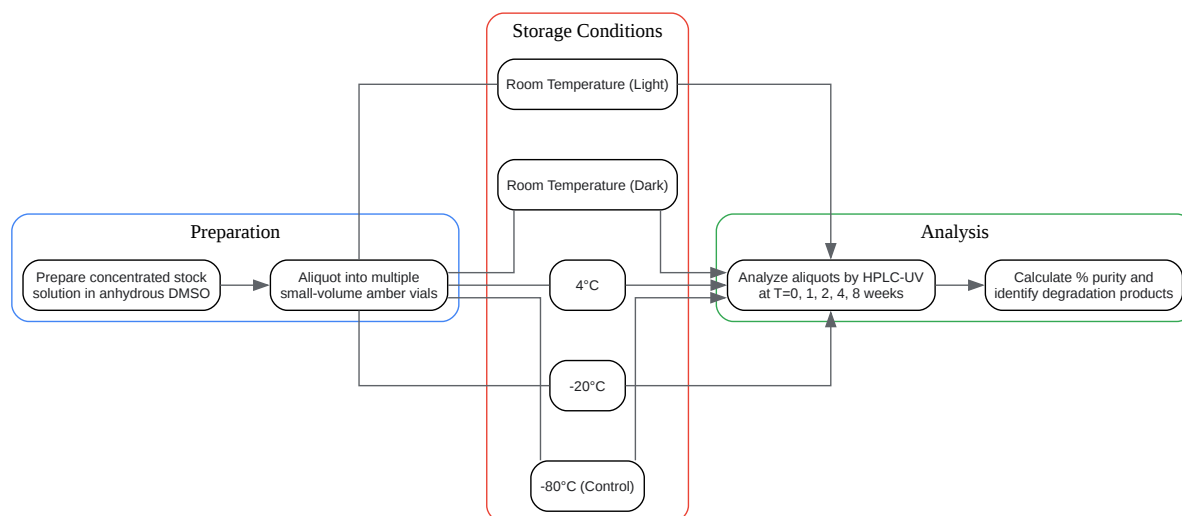 Storage Conditions
Room Temperature (Light)
Room Temperature (Dark)
Preparation
Prepare concentrated stock
solution in anhydrous DMSO
Aliquot into multiple
small-volume amber vials
4°C
-20°C
-80°C (Control)
Analysis
Analyze aliquots by HPLC-UV
at T=0, 1, 2, 4, 8 weeks
Calculate % purity and
identify degradation products